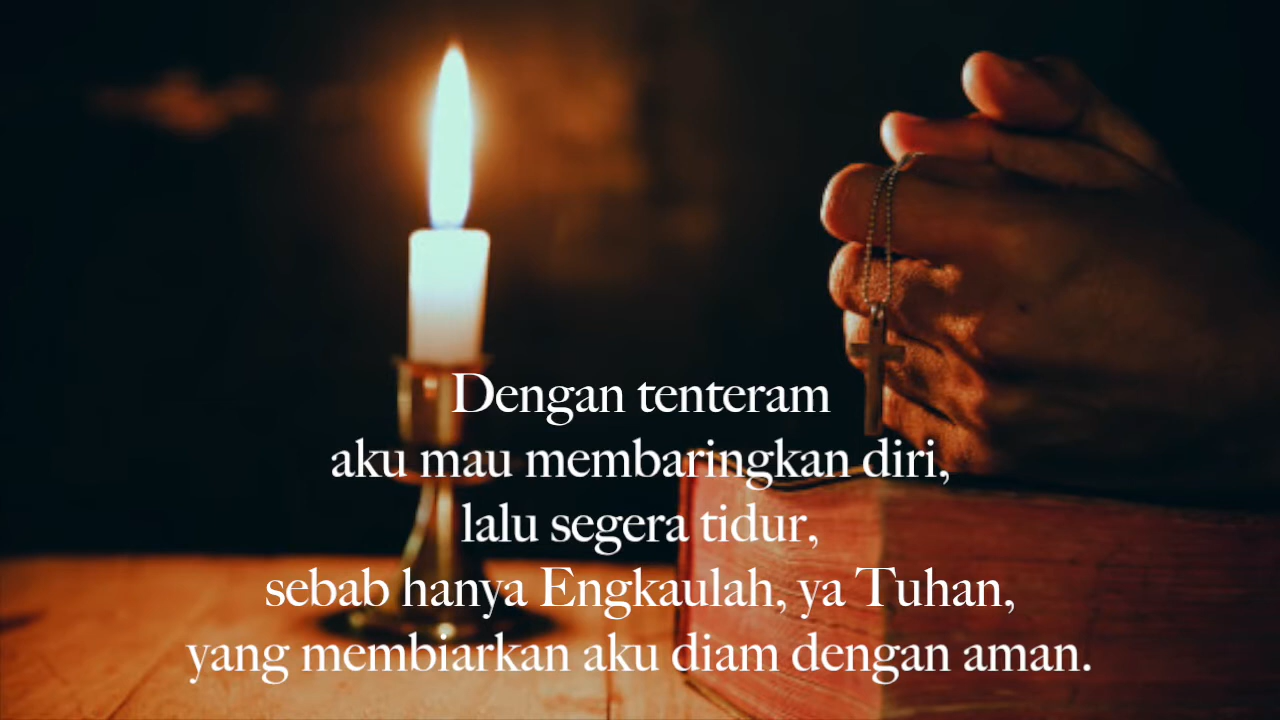 Dengan tenteram
aku mau membaringkan diri,
lalu segera tidur,
sebab hanya Engkaulah, ya Tuhan,
yang membiarkan aku diam dengan aman.